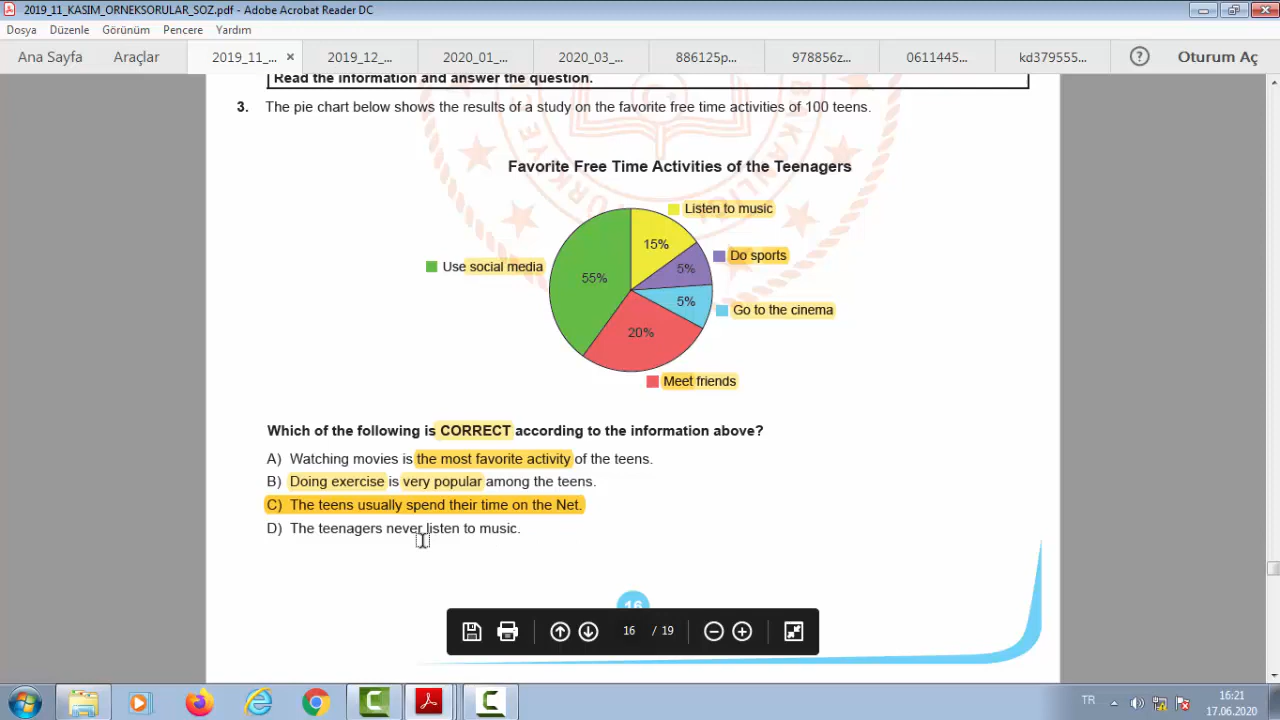 2019_11_KASIM_ORNEKSORULAR_SOZ.pdf - Adobe Acrobat Reader DC
Dosya Düzenle Görünüm Pencere Yardım
Ana Sayfa Araçlar 2019_11_... × 2019_12_... 2020_01_... 2020_03_... 886125p... 978856z... 0611445... kd379555... ? Oturum Aç
Read the information and answer the question.
3. The pie chart below shows the results of a study on the favorite free time activities of 100 teens.
Favorite Free Time Activities of the Teenagers
Listen to music
15%
Do sports
5%
Use social media
55%
Go to the cinema
5%
20%
Meet friends
Which of the following is CORRECT according to the information above?
A) Watching movies is the most favorite activity of the teens.
B) Doing exercise is very popular among the teens.
C) The teens usually spend their time on the Net.
D) The teenagers never listen to music.
16
16 / 19
TR 16:21
17.06.2020